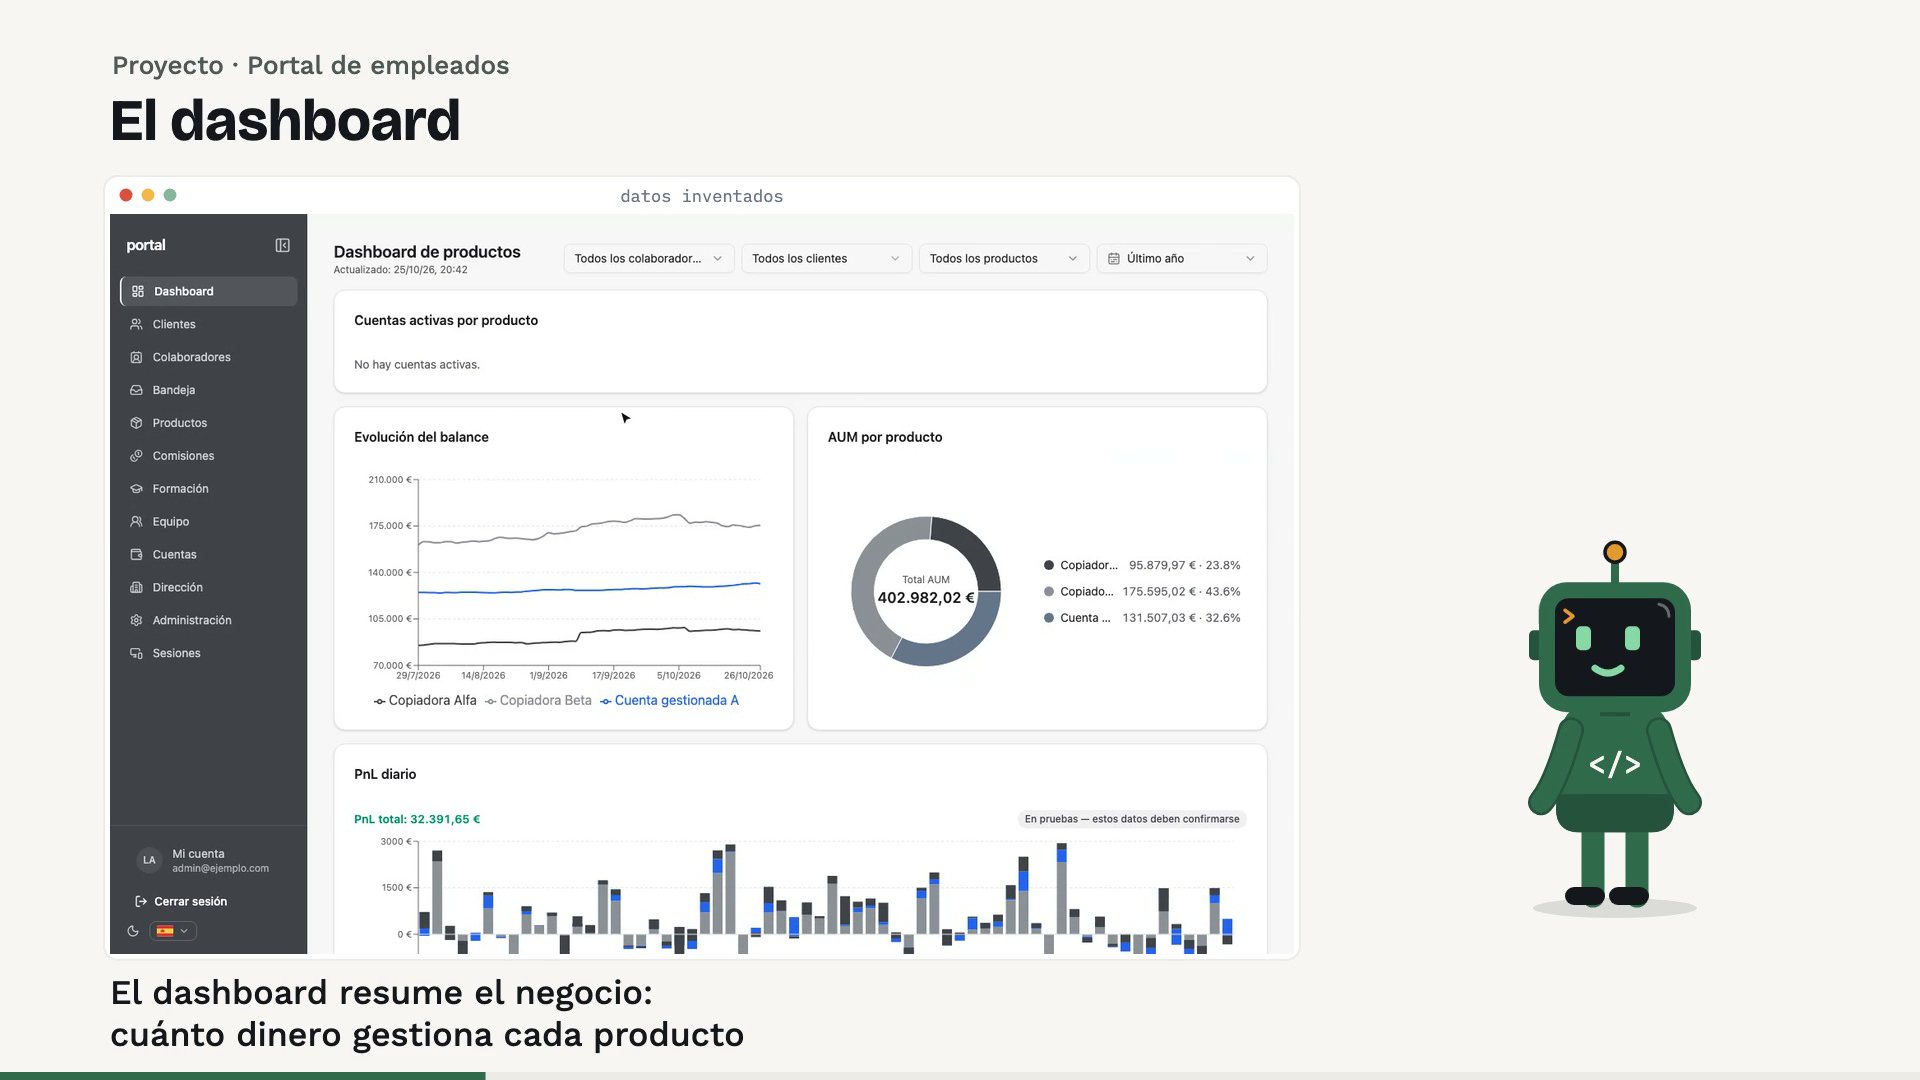 Proyecto · Portal de empleados
El dashboard
datos inventados
portal
Dashboard
Clientes
Colaboradores
Bandeja
Productos
Comisiones
Formación
Equipo
Cuentas
Dirección
Administración
Sesiones
LA
Mi cuenta
admin@ejemplo.com
Cerrar sesión
Dashboard de productos
Actualizado: 25/10/26, 20:42
Todos los colaborador...
Todos los clientes
Todos los productos
Último año
Cuentas activas por producto
No hay cuentas activas.
Evolución del balance
210.000 €
175.000 €
140.000 €
105.000 €
70.000 €
29/7/2026 14/8/2026 1/9/2026 17/9/2026 5/10/2026 26/10/2026
Copiadora Alfa Copiadora Beta Cuenta gestionada A
AUM por producto
Total AUM
402.982,02 €
Copiador... 95.879,97 € · 23.8%
Copiado... 175.595,02 € · 43.6%
Cuenta ... 131.507,03 € · 32.6%
PnL diario
PnL total: 32.391,65 €
En pruebas — estos datos deben confirmarse
3000 €
1500 €
0 €
</>
El dashboard resume el negocio:
cuánto dinero gestiona cada producto